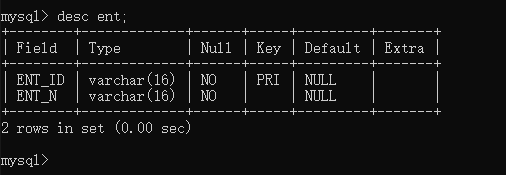 mysql> desc ent;
+--------+-------------+------+-----+---------+-------+
| Field  | Type        | Null | Key | Default | Extra |
+--------+-------------+------+-----+---------+-------+
| ENT_ID | varchar(16) | NO   | PRI | NULL    |       |
| ENT_N  | varchar(16) | NO   |     | NULL    |       |
+--------+-------------+------+-----+---------+-------+
2 rows in set (0.00 sec)
mysql>